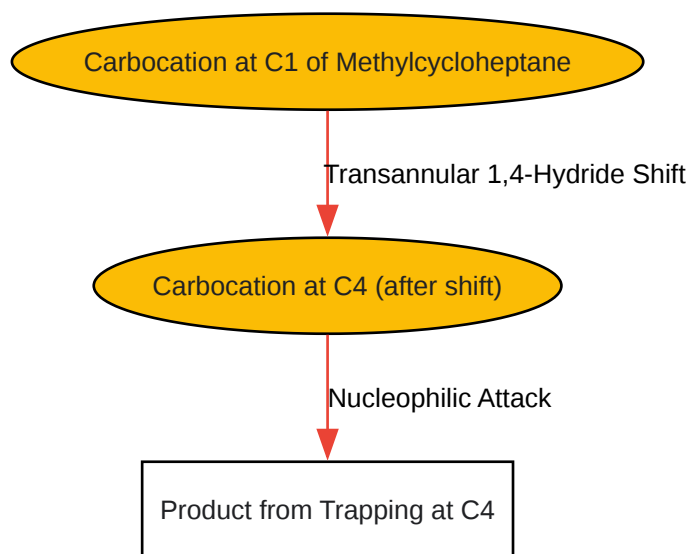 Carbocation at C1 of Methylcycloheptane
Transannular 1,4-Hydride Shift
Carbocation at C4 (after shift)
Nucleophilic Attack
Product from Trapping at C4